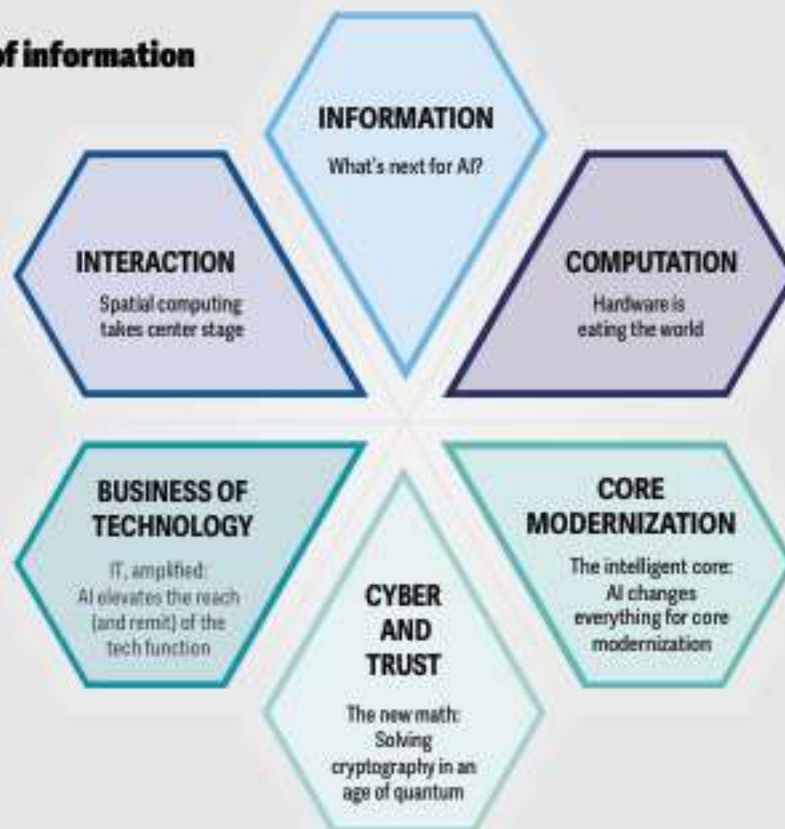 of information
INFORMATION
What's next for AI?
INTERACTION
Spatial computing
takes center stage
COMPUTATION
Hardware is
eating the world
BUSINESS OF
TECHNOLOGY
IT, amplified:
AI elevates the reach
(and remit) of the
tech function
CORE
MODERNIZATION
The intelligent core:
AI changes
everything for core
modernization
CYBER
AND
TRUST
The new math:
Solving
cryptography in an
age of quantum